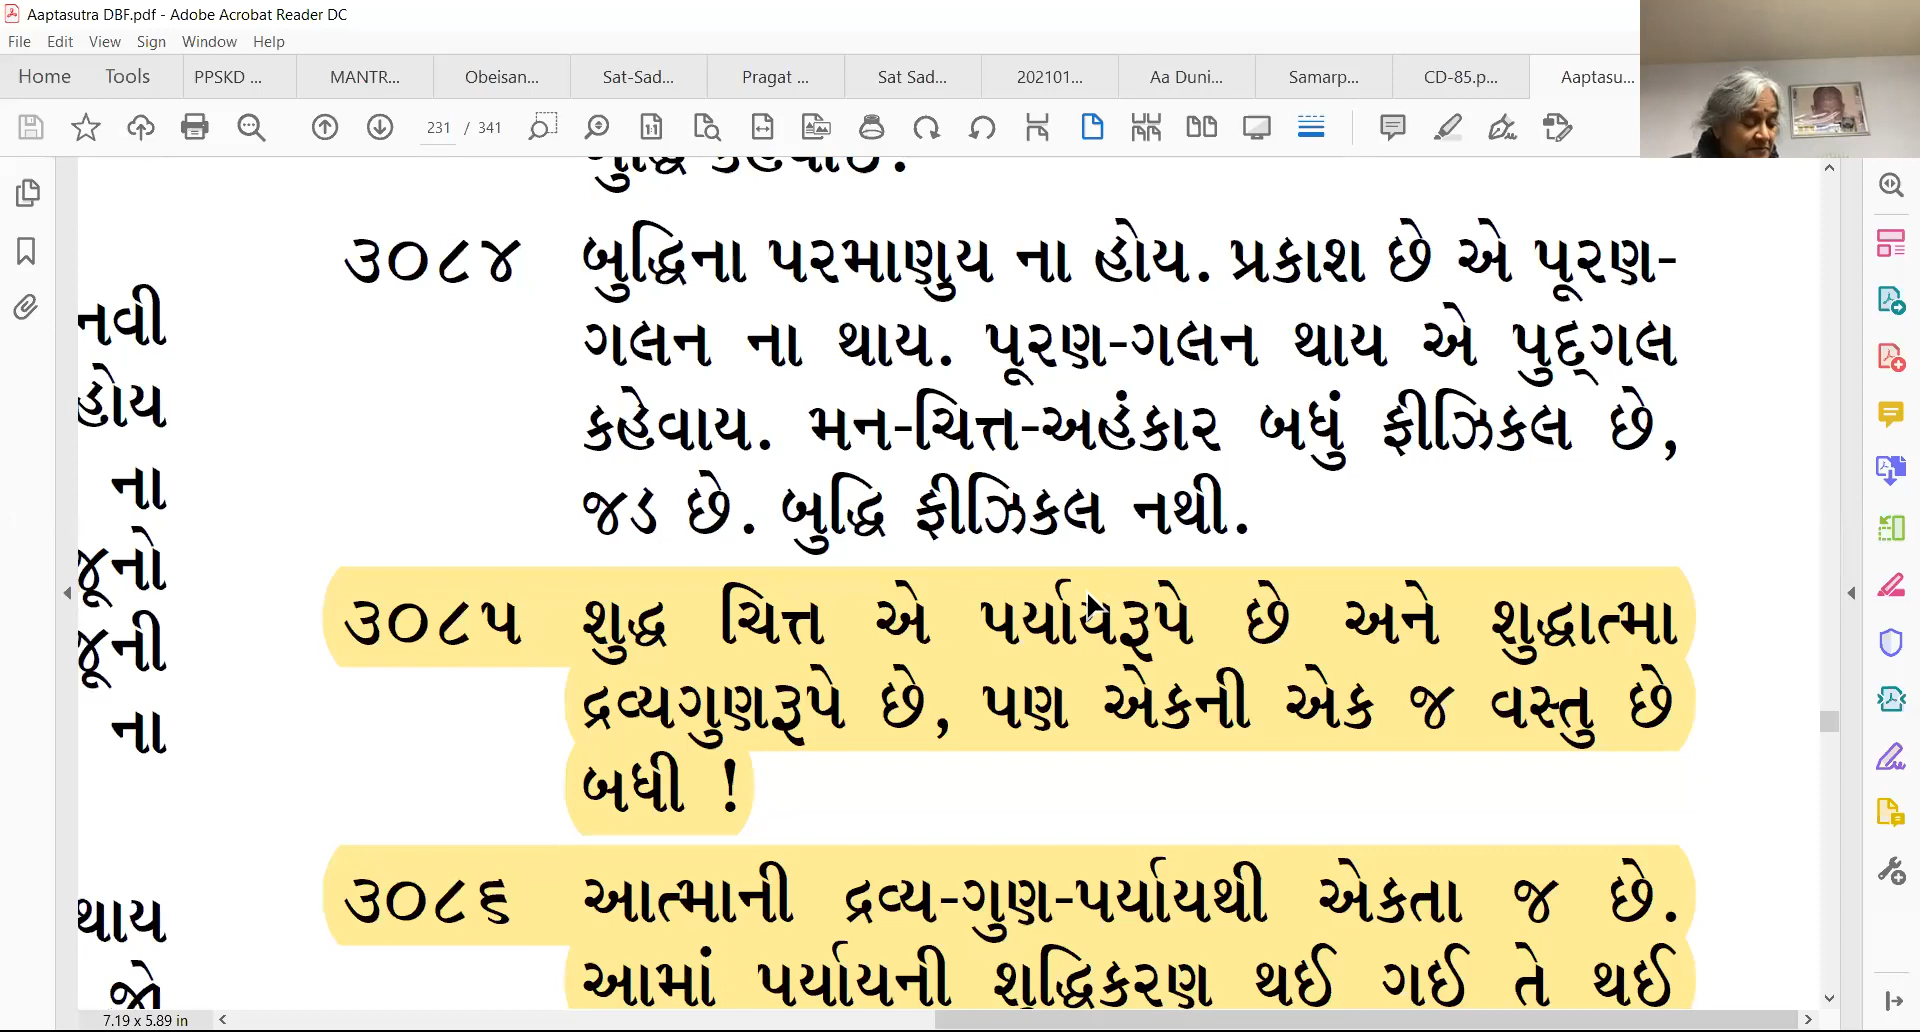 Aaptasutra DBF.pdf - Adobe Acrobat Reader DC
File Edit View Sign Window Help
Home Tools PPSKD ... MANTR... Obeisan... Sat-Sad... Pragat ... Sat Sad... 202101... Aa Duni... Samarp... CD-85.p... Aaptasu...
231 / 341
નવી
હોય
ના
જૂનો
જૂની
ના
થાય
જો
બુદ્ધિ કહેવાઈ.
૩૦૮૪ બુદ્ધિના પરમાણુય ના હોય. પ્રકાશ છે એ પૂરણ-
ગલન ના થાય. પૂરણ-ગલન થાય એ પુદ્‌ગલ
કહેવાય. મન-ચિત્ત-અહંકાર બધું ફીઝિકલ છે,
જડ છે. બુદ્ધિ ફીઝિકલ નથી.
૩૦૮૫ શુદ્ધ ચિત્ત એ પર્યાયરૂપે છે અને શુદ્ધાત્મા
દ્રવ્યગુણરૂપે છે, પણ એકની એક જ વસ્તુ છે
બધી !
૩૦૮૬ આત્માની દ્રવ્ય-ગુણ-પર્યાયથી એકતા જ છે.
આમાં પર્યાયની શુદ્ધિકરણ થઈ ગઈ તે થઈ
7.19 x 5.89 in